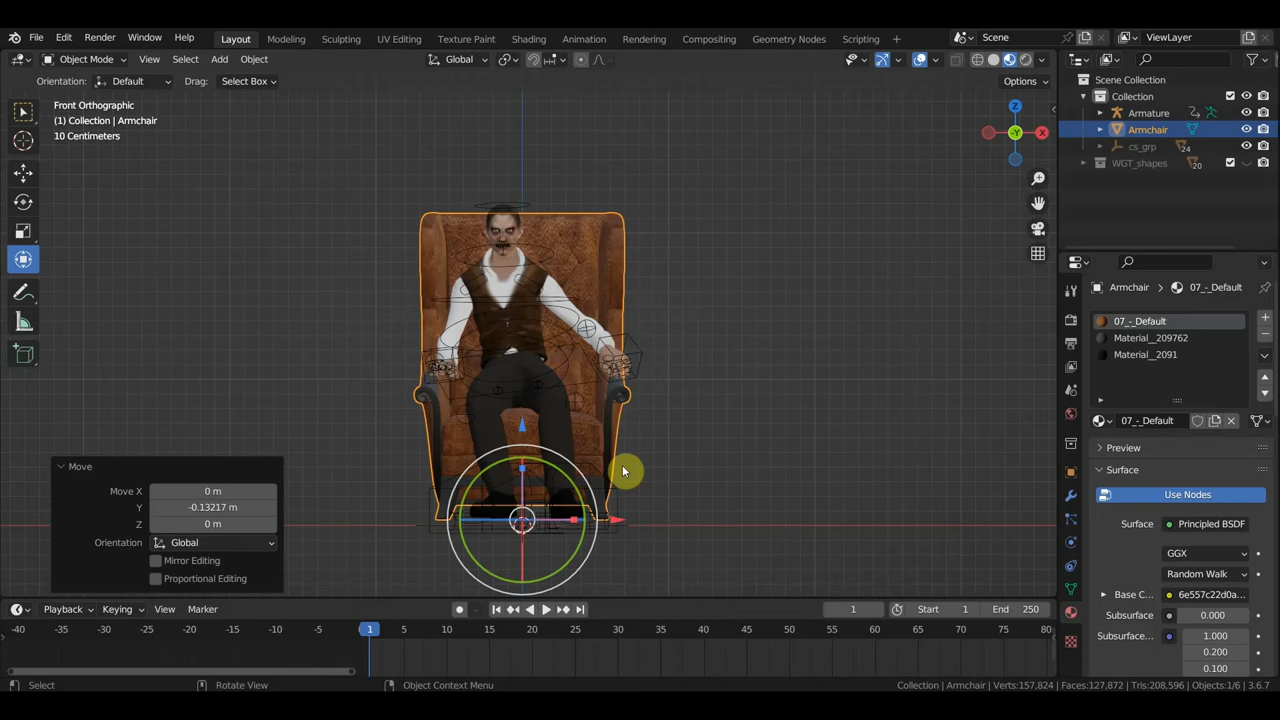 File Edit Render Window Help Layout Modeling Sculpting UV Editing Texture Paint Shading Animation Rendering Compositing Geometry Nodes Scripting + Scene ViewLayer
Object Mode View Select Add Object Global
Orientation: Default Drag: Select Box Options
Front Orthographic
(1) Collection | Armchair
10 Centimeters
Z
X
-Y
Scene Collection
Collection
Armature
Armchair
cs_grp 24
WGT_shapes 20
Armchair 07_-_Default
07_-_Default
Material__209762
Material__2091
07_-_Default
Preview
Surface
Use Nodes
Surface Principled BSDF
GGX
Random Walk
Base C... 6e557c22d0a...
Subsurface 0.000
Subsurface... 1.000
0.200
0.100
Move
Move X 0 m
Y -0.13217 m
Z 0 m
Orientation Global
Mirror Editing
Proportional Editing
Playback Keying View Marker 1 Start 1 End 250
-40 -35 -30 -25 -20 -15 -10 -5 1 5 10 15 20 25 30 35 40 45 50 55 60 65 70 75 80
Select Rotate View Object Context Menu Collection | Armchair | Verts:157,824 | Faces:127,872 | Tris:208,596 | Objects:1/6 | 3.6.7